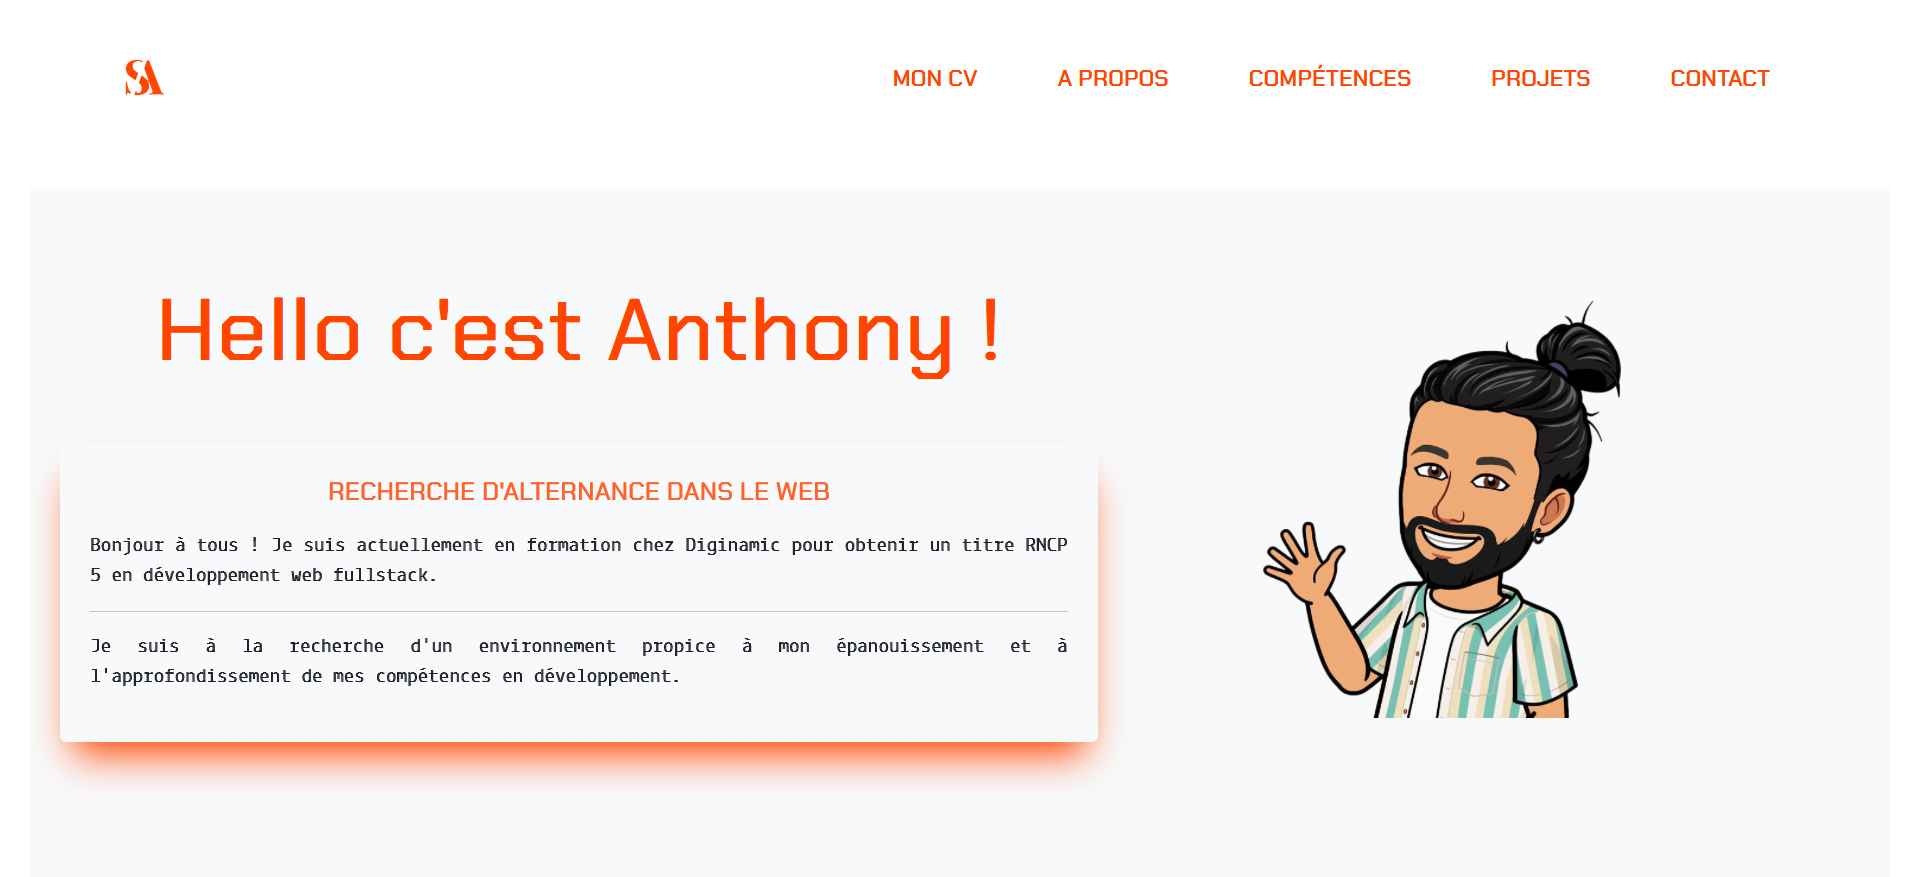 SA
MON CV
A PROPOS
COMPÉTENCES
PROJETS
CONTACT
Hello c'est Anthony !
RECHERCHE D'ALTERNANCE DANS LE WEB
Bonjour à tous ! Je suis actuellement en formation chez Diginamic pour obtenir un titre RNCP
5 en développement web fullstack.
Je suis à la recherche d'un environnement propice à mon épanouissement et à
l'approfondissement de mes compétences en développement.